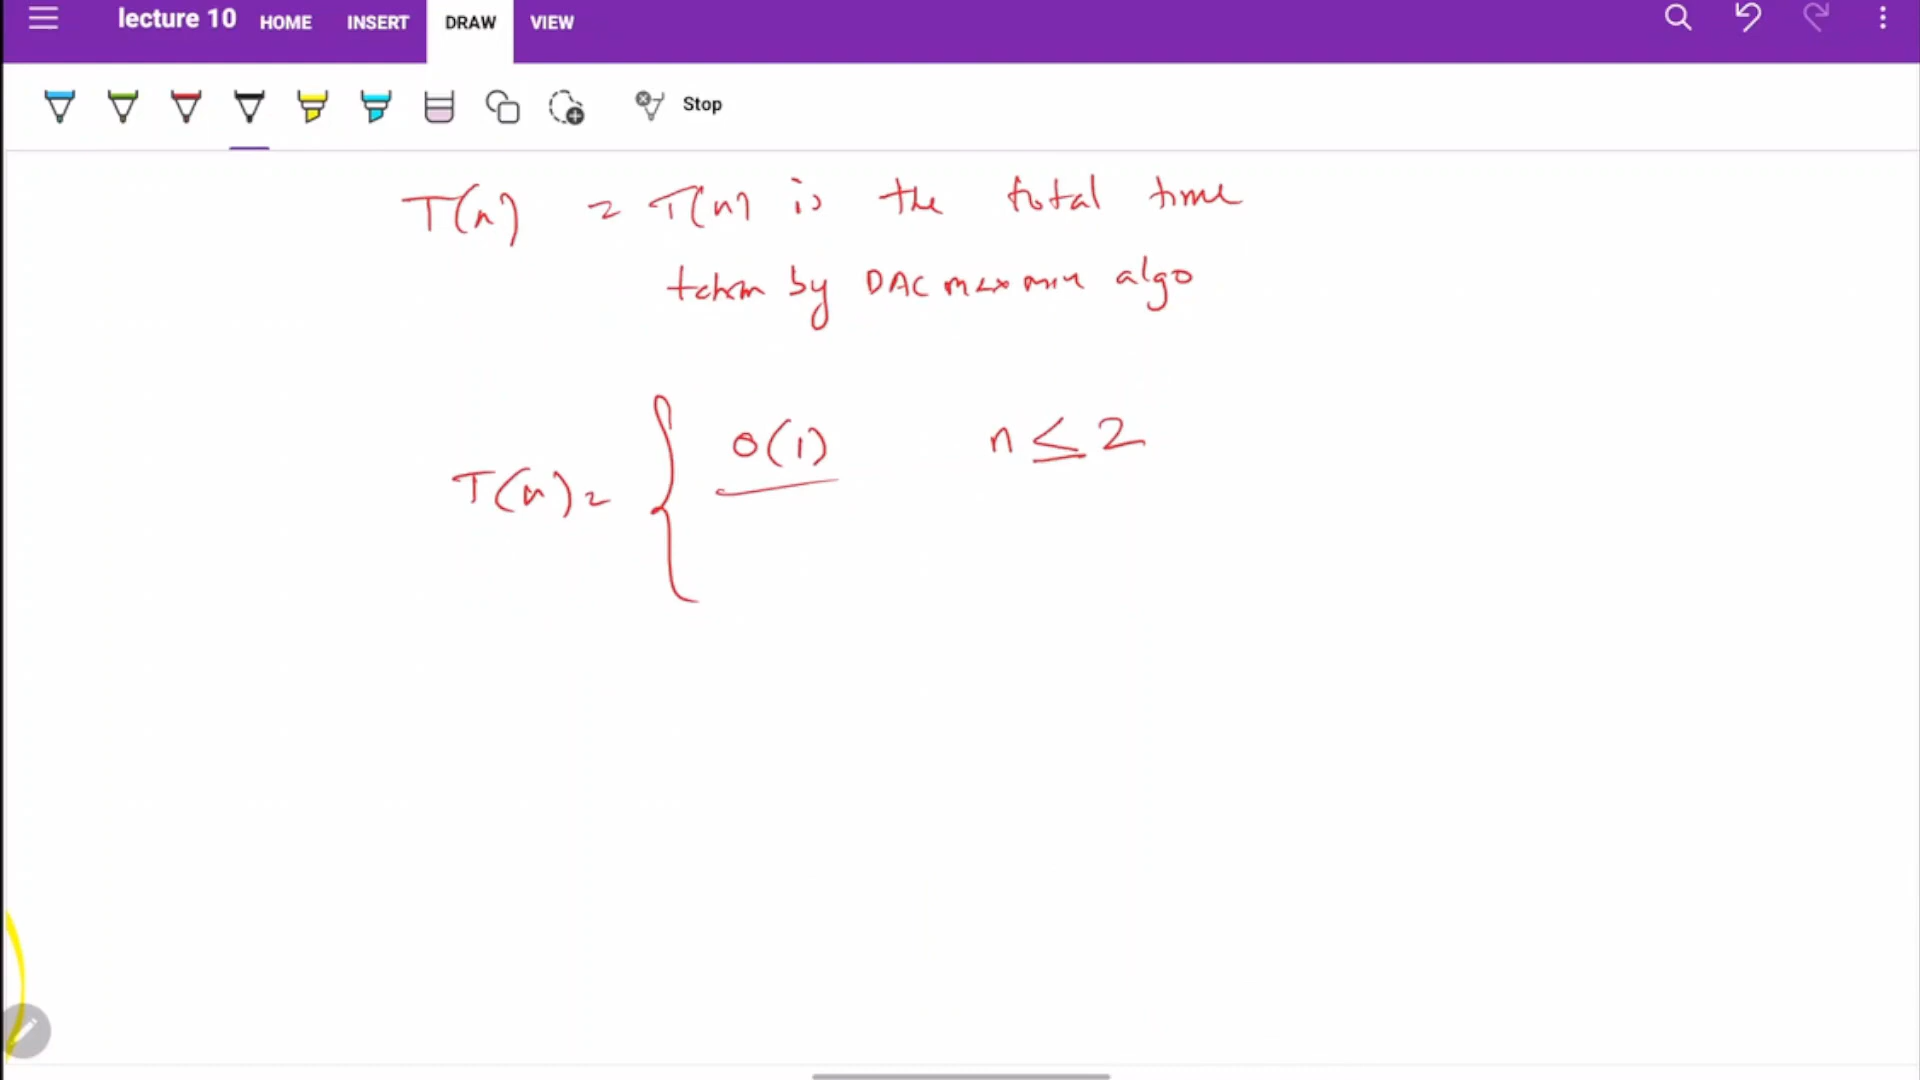 lecture 10 HOME INSERT DRAW VIEW
Stop
T(n) = T(n) is the total time
taken by DAC max min algo
T(n) = { O(1) n ≤ 2